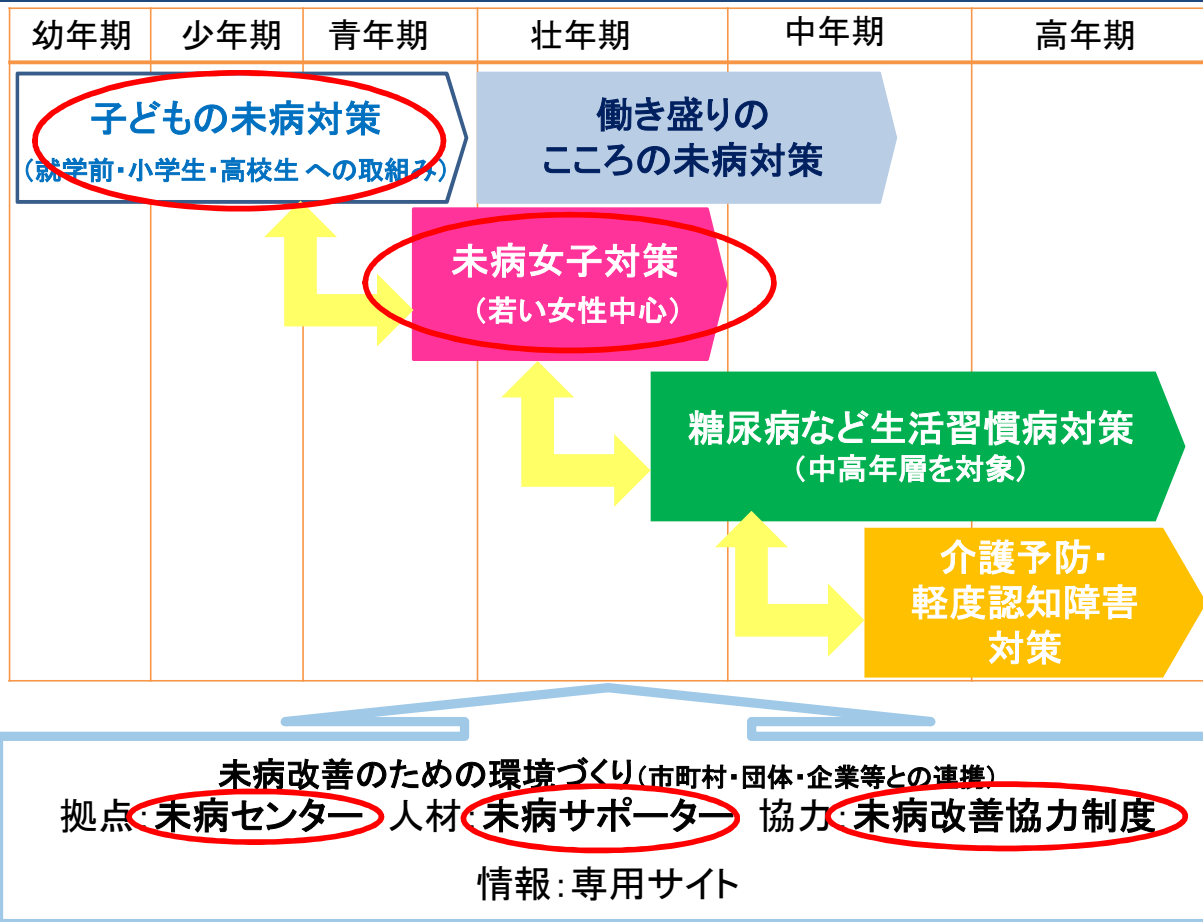 幼年期 少年期 青年期 壮年期 中年期 高年期
子どもの未病対策
(就学前・小学生・高校生 への取組み)
働き盛りの
こころの未病対策
未病女子対策
(若い女性中心)
糖尿病など生活習慣病対策
(中高年層を対象)
介護予防・
軽度認知障害
対策
未病改善のための環境づくり(市町村・団体・企業等との連携)
拠点:未病センター 人材:未病サポーター 協力:未病改善協力制度
情報:専用サイト